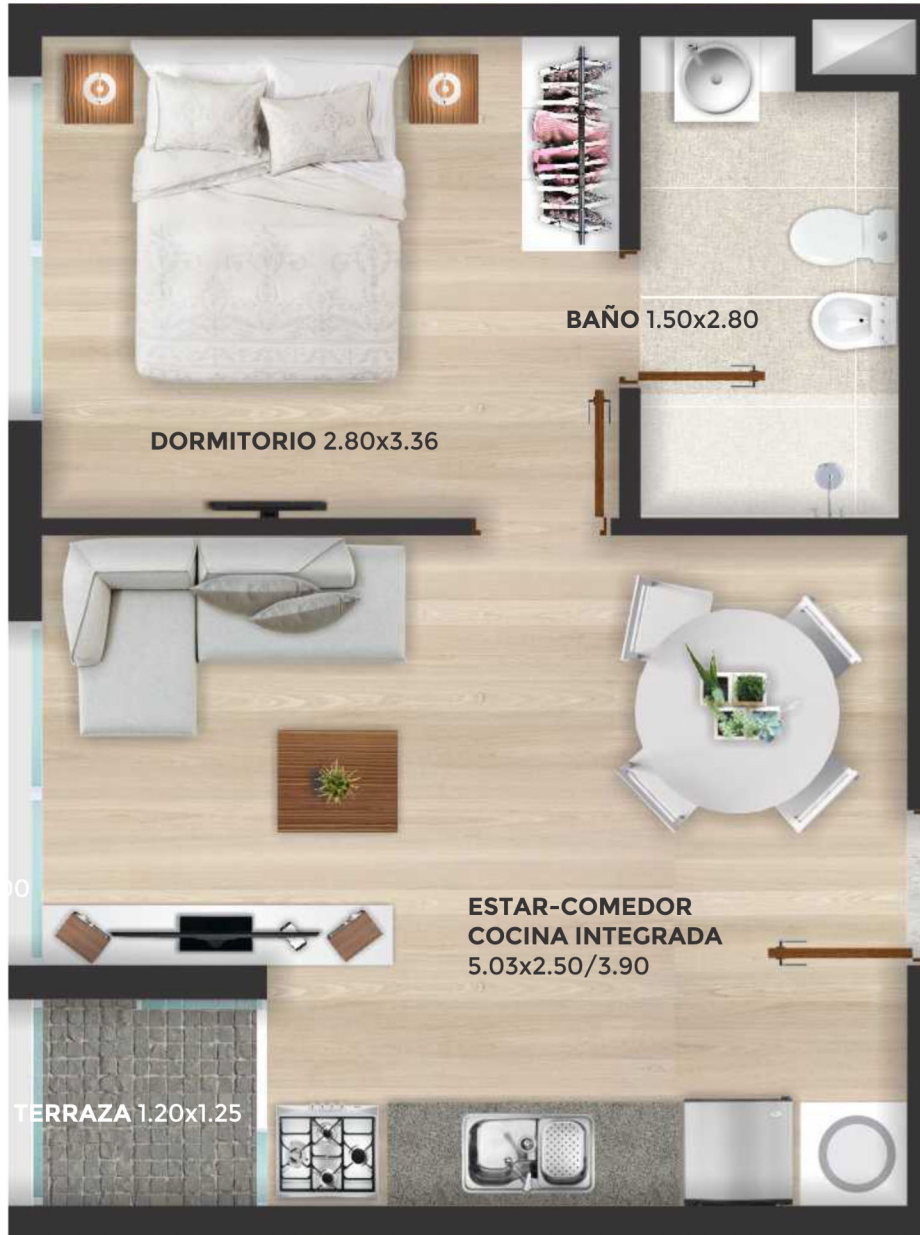 BAÑO 1.50x2.80
DORMITORIO 2.80x3.36
00
ESTAR-COMEDOR
COCINA INTEGRADA
5.03x2.50/3.90
TERRAZA 1.20x1.25